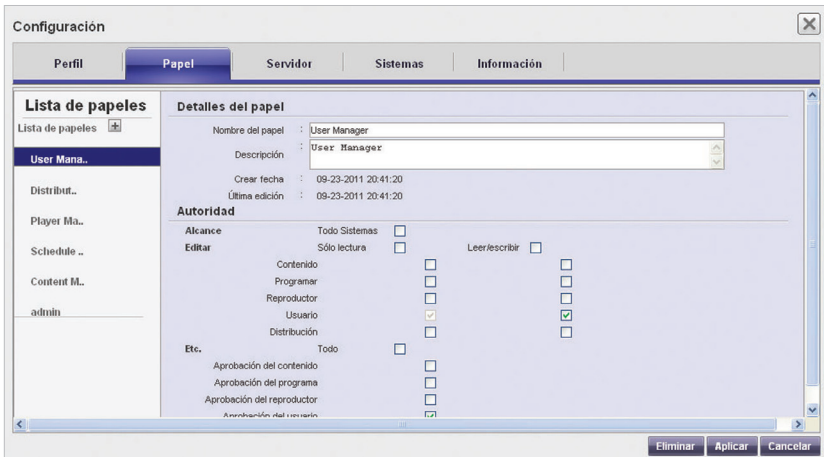 Configuración
Perfil Papel Servidor Sistemas Información
Lista de papeles
Lista de papeles
User Mana..
Distribut..
Player Ma..
Schedule ..
Content M..
admin
Detalles del papel
Nombre del papel : User Manager
Descripción : User Manager
Crear fecha : 09-23-2011 20:41:20
Última edición : 09-23-2011 20:41:20
Autoridad
Alcance Todo Sistemas
Editar Sólo lectura Leer/escribir
Contenido
Programar
Reproductor
Usuario
Distribución
Etc. Todo
Aprobación del contenido
Aprobación del programa
Aprobación del reproductor
Aprobación del usuario
Eliminar Aplicar Cancelar